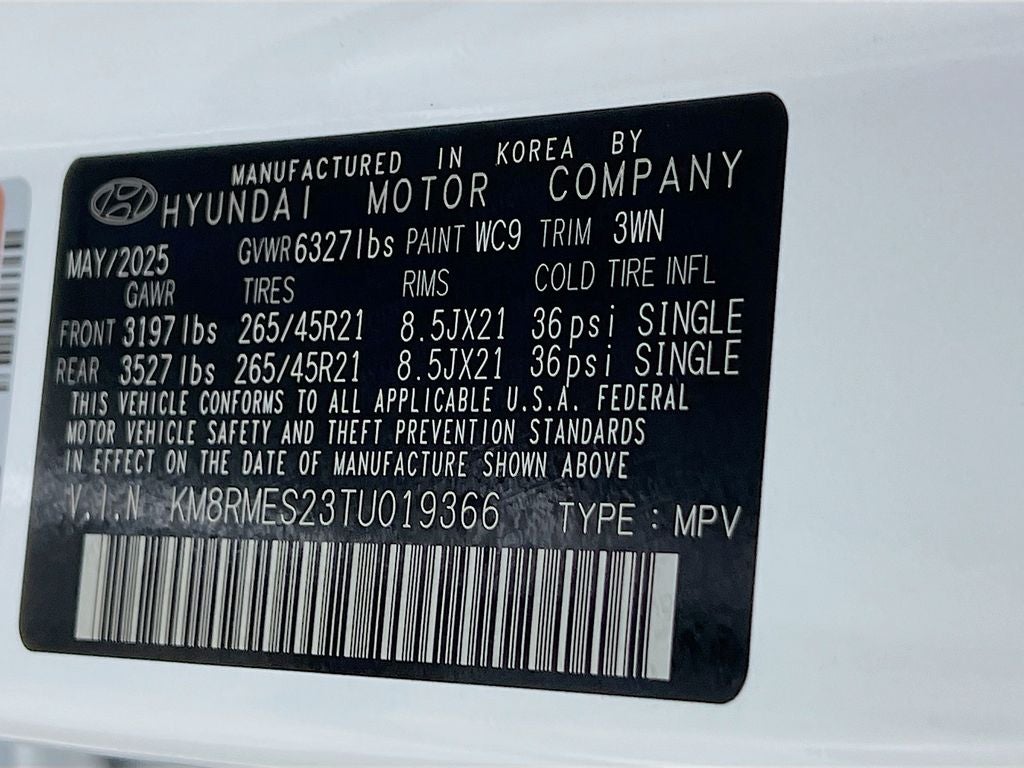 MANUFACTURED IN KOREA BY
HYUNDAI MOTOR COMPANY
MAY/2025 GVWR 6327lbs PAINT WC9 TRIM 3WN
GAWR TIRES RIMS COLD TIRE INFL
FRONT 3197lbs 265/45R21 8.5JX21 36psi SINGLE
REAR 3527lbs 265/45R21 8.5JX21 36psi SINGLE
THIS VEHICLE CONFORMS TO ALL APPLICABLE U.S.A. FEDERAL
MOTOR VEHICLE SAFETY AND THEFT PREVENTION STANDARDS
IN EFFECT ON THE DATE OF MANUFACTURE SHOWN ABOVE
V.I.N KM8RMES23TU019366 TYPE : MPV